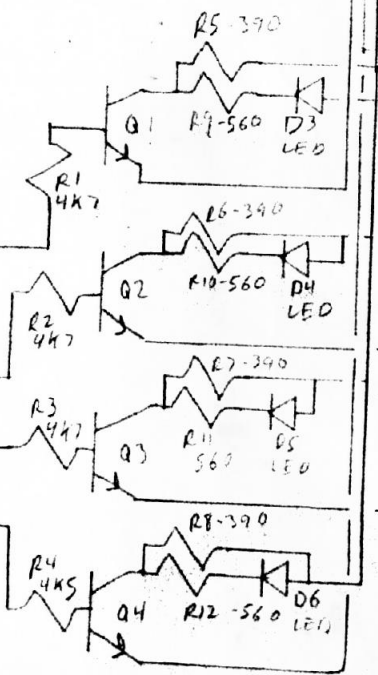 R5-390
Q1
R9-560
D3
LED
R1
4K7
R6-390
Q2
R10-560
D4
LED
R2
4K7
R7-390
R3
4K7
Q3
R11
560
D5
LED
R8-390
R4
4K5
Q4
R12-560
D6
LED